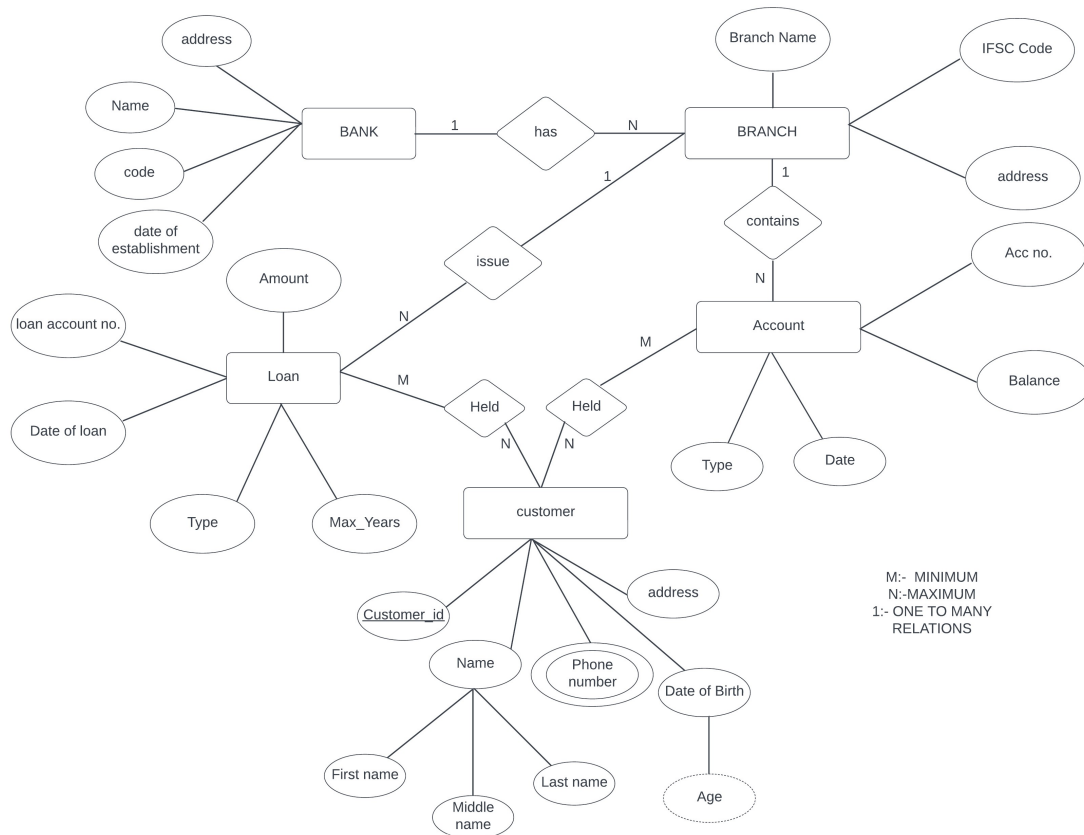 address
Branch Name
IFSC Code
Name
BANK
1
has
N
BRANCH
code
1
1
address
date of
establishment
contains
issue
Acc no.
Amount
N
loan account no.
N
Account
M
Loan
M
Balance
Held
Held
Date of loan
N
N
Type
Date
Type
Max_Years
customer
M:- MINIMUM
N:-MAXIMUM
1:- ONE TO MANY
RELATIONS
address
Customer_id
Name
Phone
number
Date of Birth
First name
Last name
Age
Middle
name